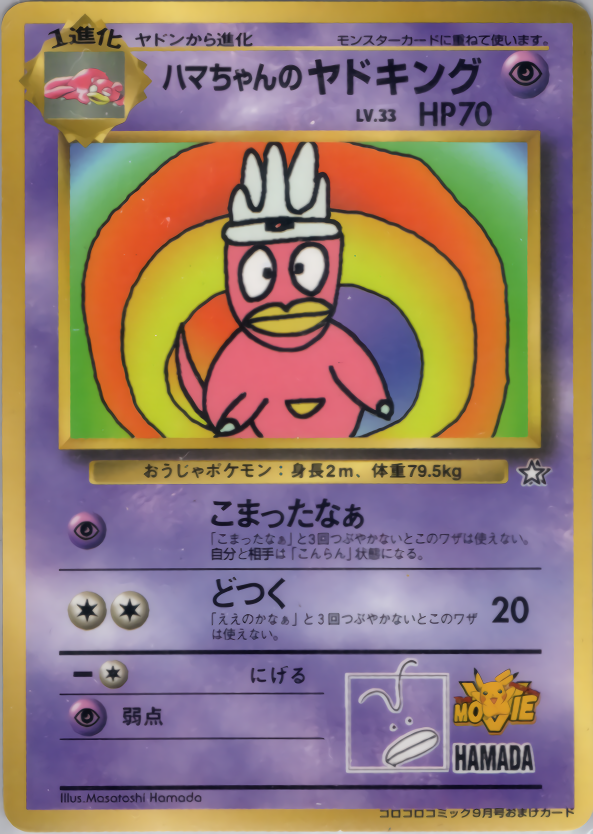 1進化 ヤドンから進化 モンスターカードに重ねて使います。
ハマちゃんのヤドキング
LV.33 HP70
おうじゃポケモン：身長2m、体重79.5kg
こまったなぁ
「こまったなぁ」と3回つぶやかないとこのワザは使えない。
自分と相手は「こんらん」状態になる。
どつく 20
「ええのかなぁ」と3回つぶやかないとこのワザ
は使えない。
にげる
弱点
MOVIE
HAMADA
Illus.Masatoshi Hamada
コロコロコミック9月号おまけカード